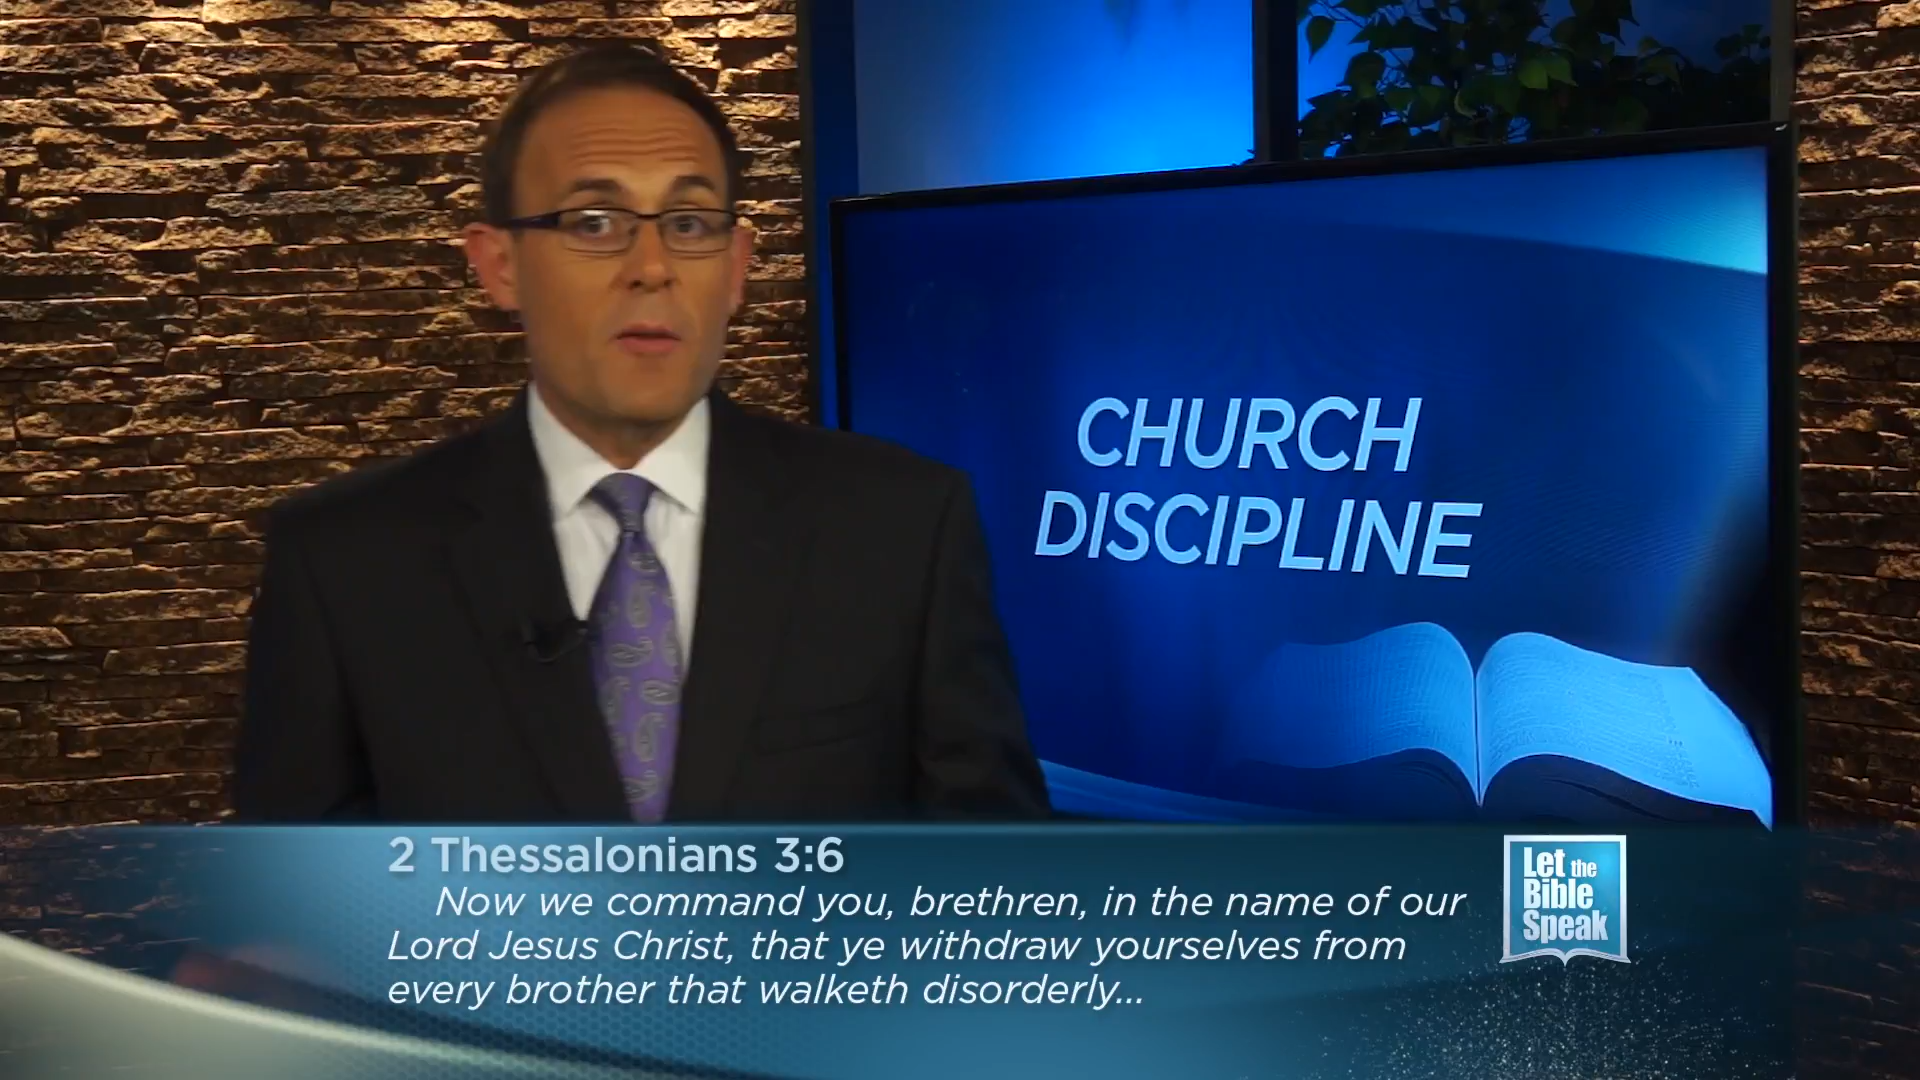 CHURCH
DISCIPLINE
2 Thessalonians 3:6
Now we command you, brethren, in the name of our
Lord Jesus Christ, that ye withdraw yourselves from
every brother that walketh disorderly...
Let the
Bible
Speak